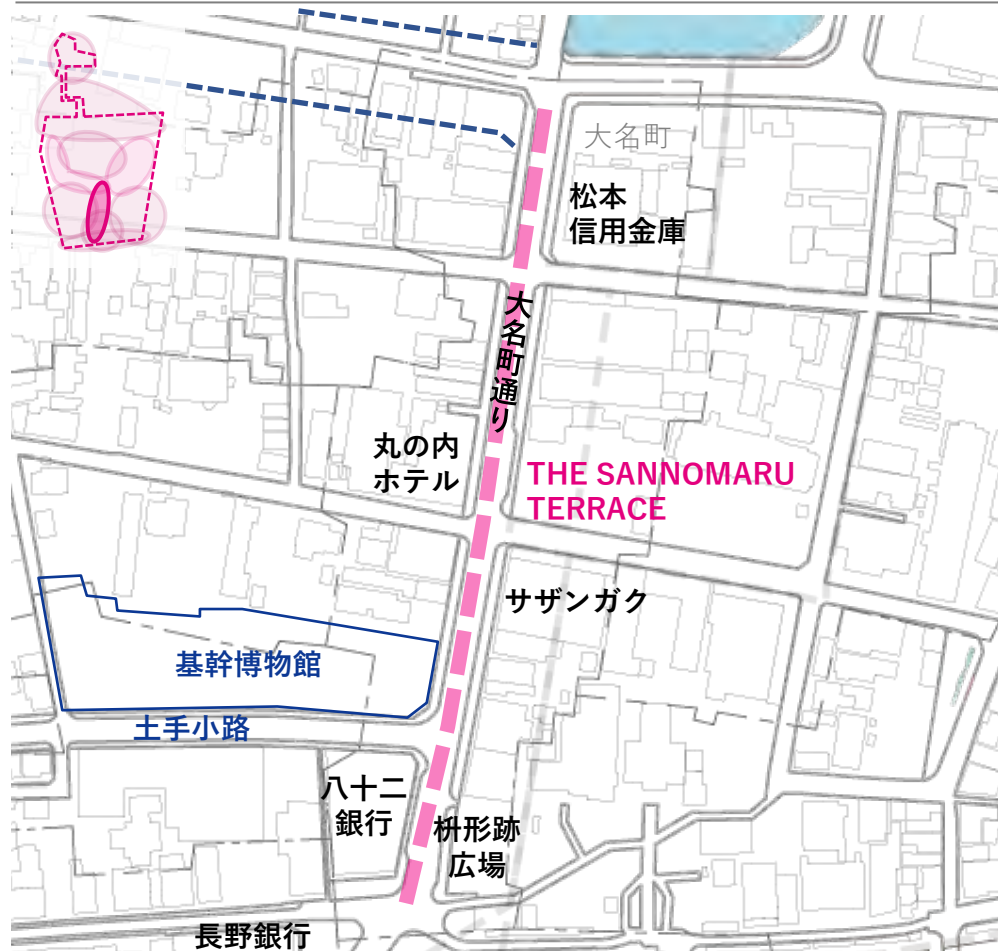 大名町
松本
信用金庫
大名町通り
丸の内
ホテル
THE SANNOMARU
TERRACE
サザンガク
基幹博物館
土手小路
八十二
銀行
枡形跡
広場
長野銀行